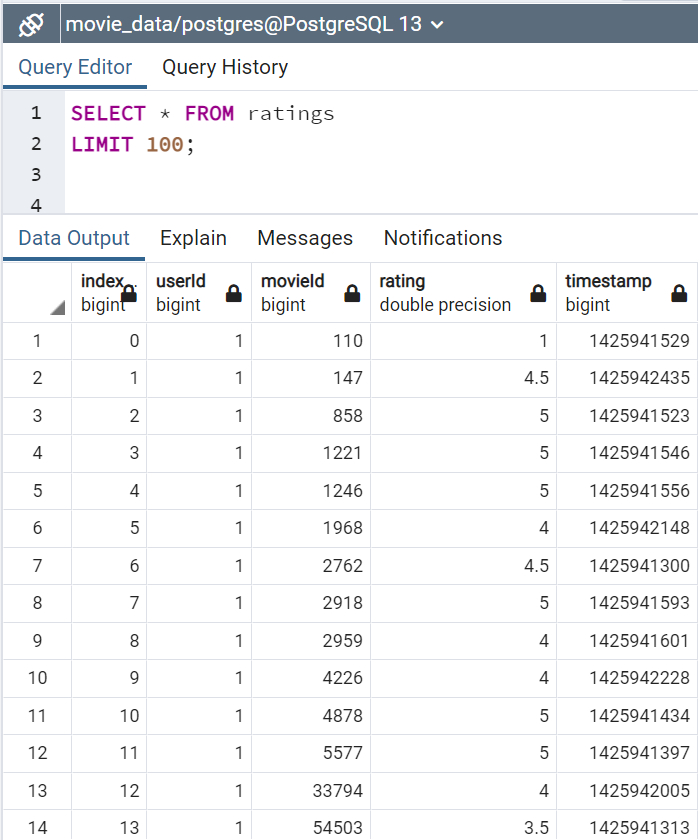 movie_data/postgres@PostgreSQL 13
Query Editor Query History
1 SELECT * FROM ratings
2 LIMIT 100;
3
4
Data Output Explain Messages Notifications
index userId movieId rating timestamp
bigint bigint bigint double precision bigint
1 0 1 110 1 1425941529
2 1 1 147 4.5 1425942435
3 2 1 858 5 1425941523
4 3 1 1221 5 1425941546
5 4 1 1246 5 1425941556
6 5 1 1968 4 1425942148
7 6 1 2762 4.5 1425941300
8 7 1 2918 5 1425941593
9 8 1 2959 4 1425941601
10 9 1 4226 4 1425942228
11 10 1 4878 5 1425941434
12 11 1 5577 5 1425941397
13 12 1 33794 4 1425942005
14 13 1 54503 3.5 1425941313